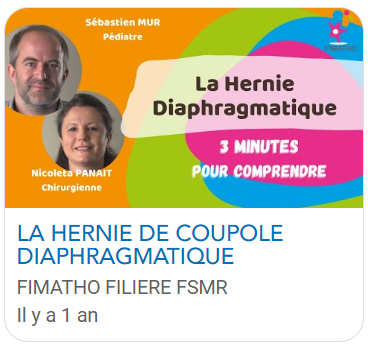 Sébastien MUR
Pédiatre
FIMATHO
La Hernie
Diaphragmatique
3 MINUTES
POUR COMPRENDRE
Nicoleta PANAIT
Chirurgienne
LA HERNIE DE COUPOLE
DIAPHRAGMATIQUE
FIMATHO FILIERE FSMR
Il y a 1 an